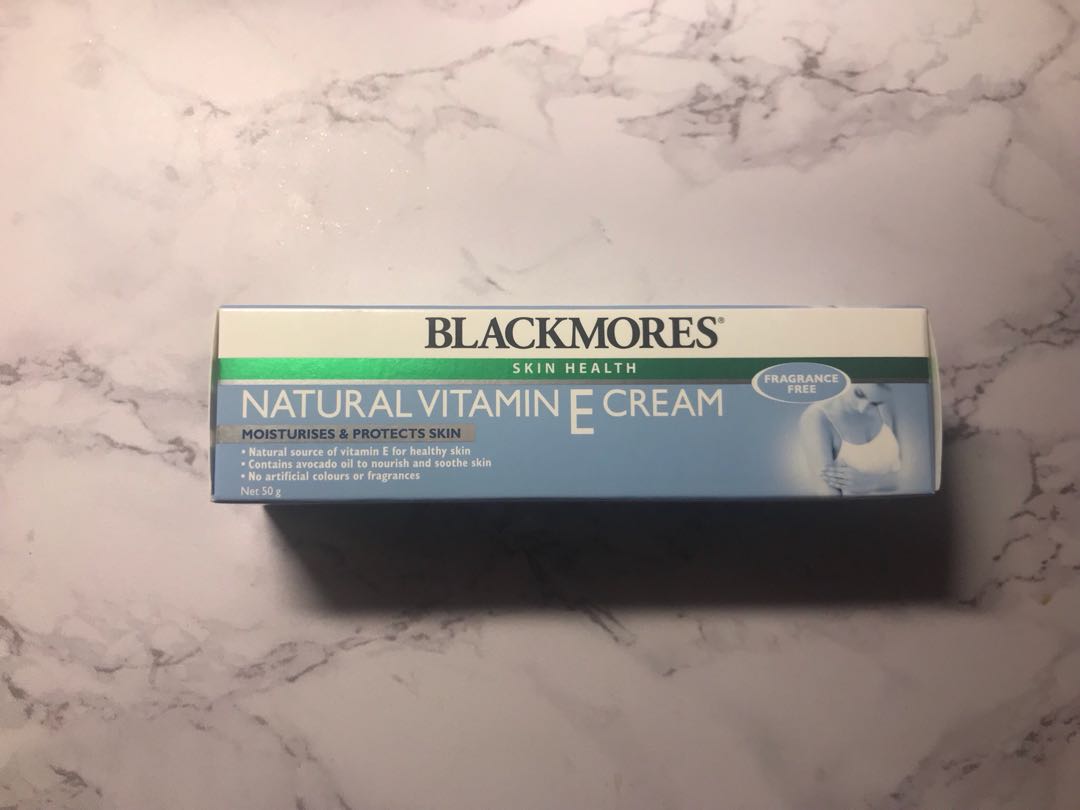 BLACKMORES®
SKIN HEALTH
NATURAL VITAMIN E CREAM
FRAGRANCE
FREE
MOISTURISES & PROTECTS SKIN
• Natural source of vitamin E for healthy skin
• Contains avocado oil to nourish and soothe skin
• No artificial colours or fragrances
Net 50 g